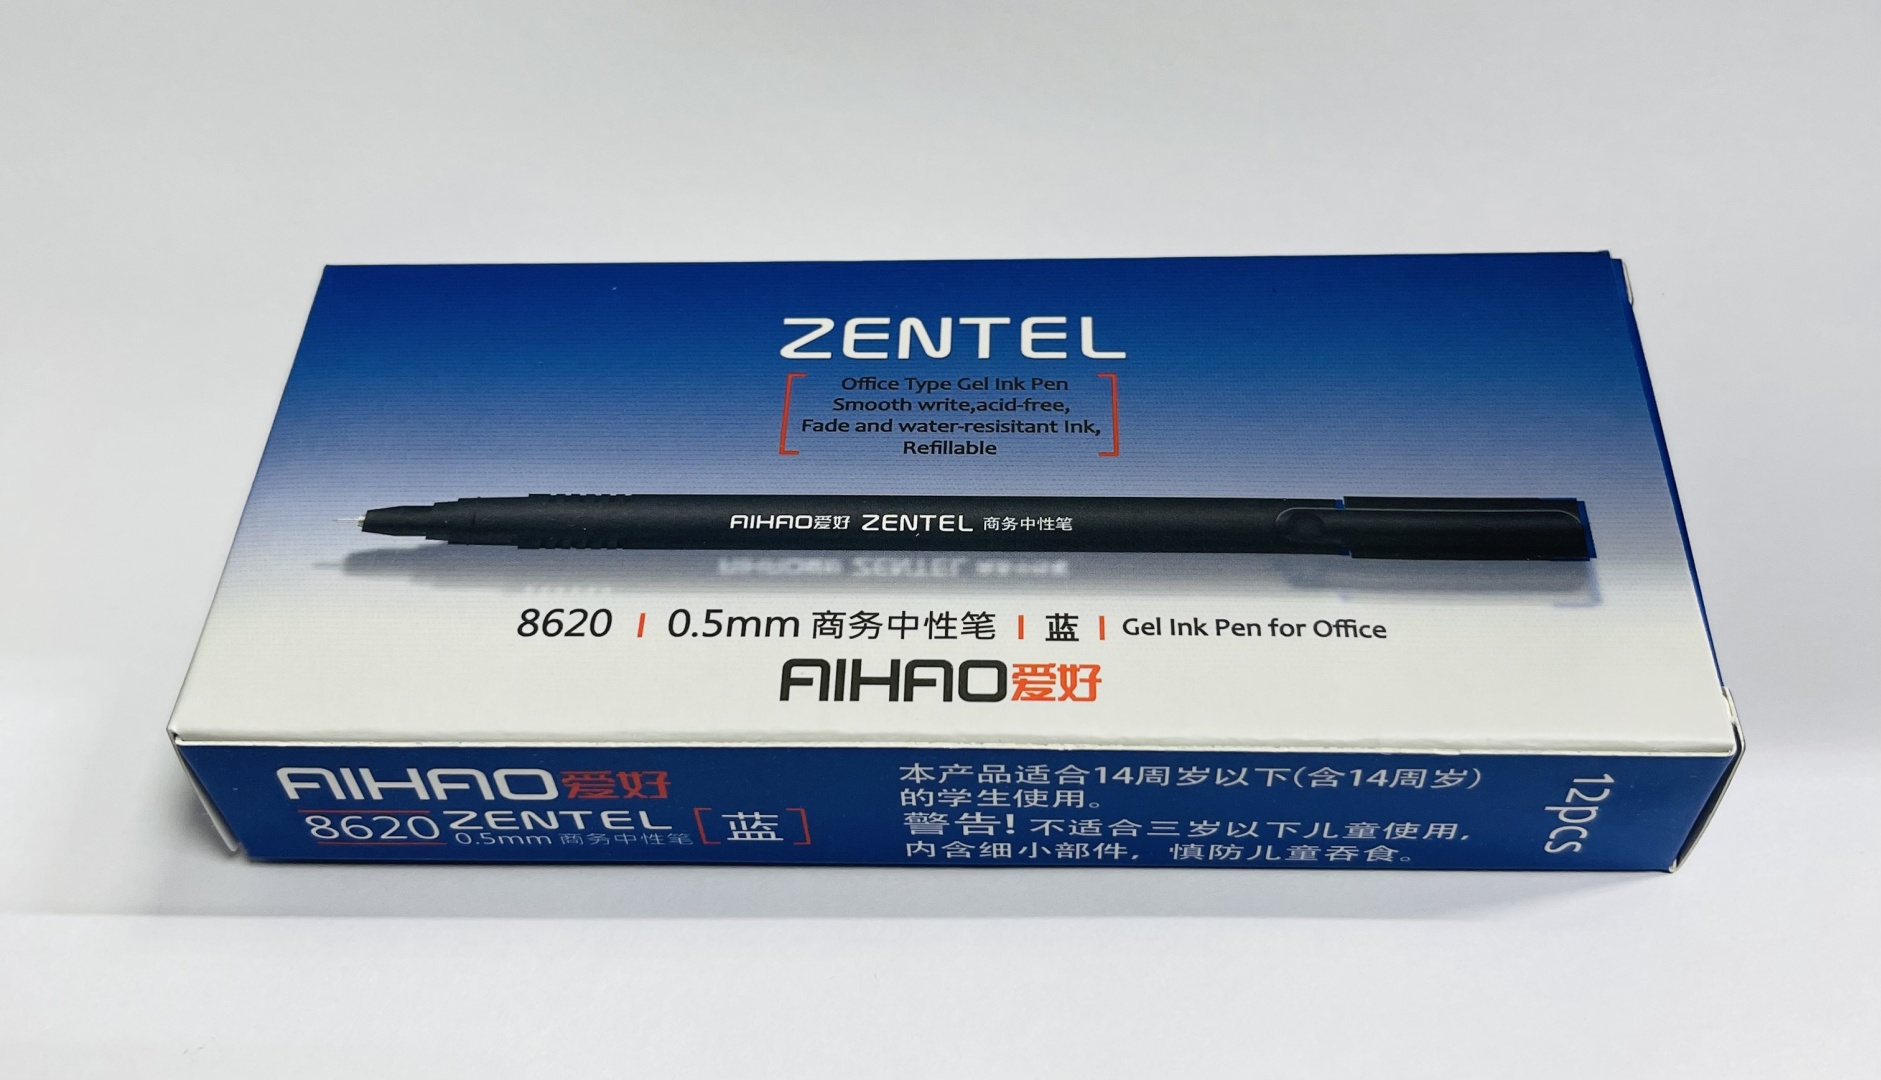 ZENTEL
Office Type Gel Ink Pen
Smooth write,acid-free,
Fade and water-resisitant Ink,
Refillable
AIHAO爱好 ZENTEL 商务中性笔
8620 | 0.5mm 商务中性笔 | 蓝 | Gel Ink Pen for Office
AIHAO爱好
AIHAO爱好
8620 ZENTEL [蓝]
0.5mm 商务中性笔
本产品适合14周岁以下(含14周岁)
的学生使用。
警告!不适合三岁以下儿童使用,
内含细小部件，慎防儿童吞食。
12pcs